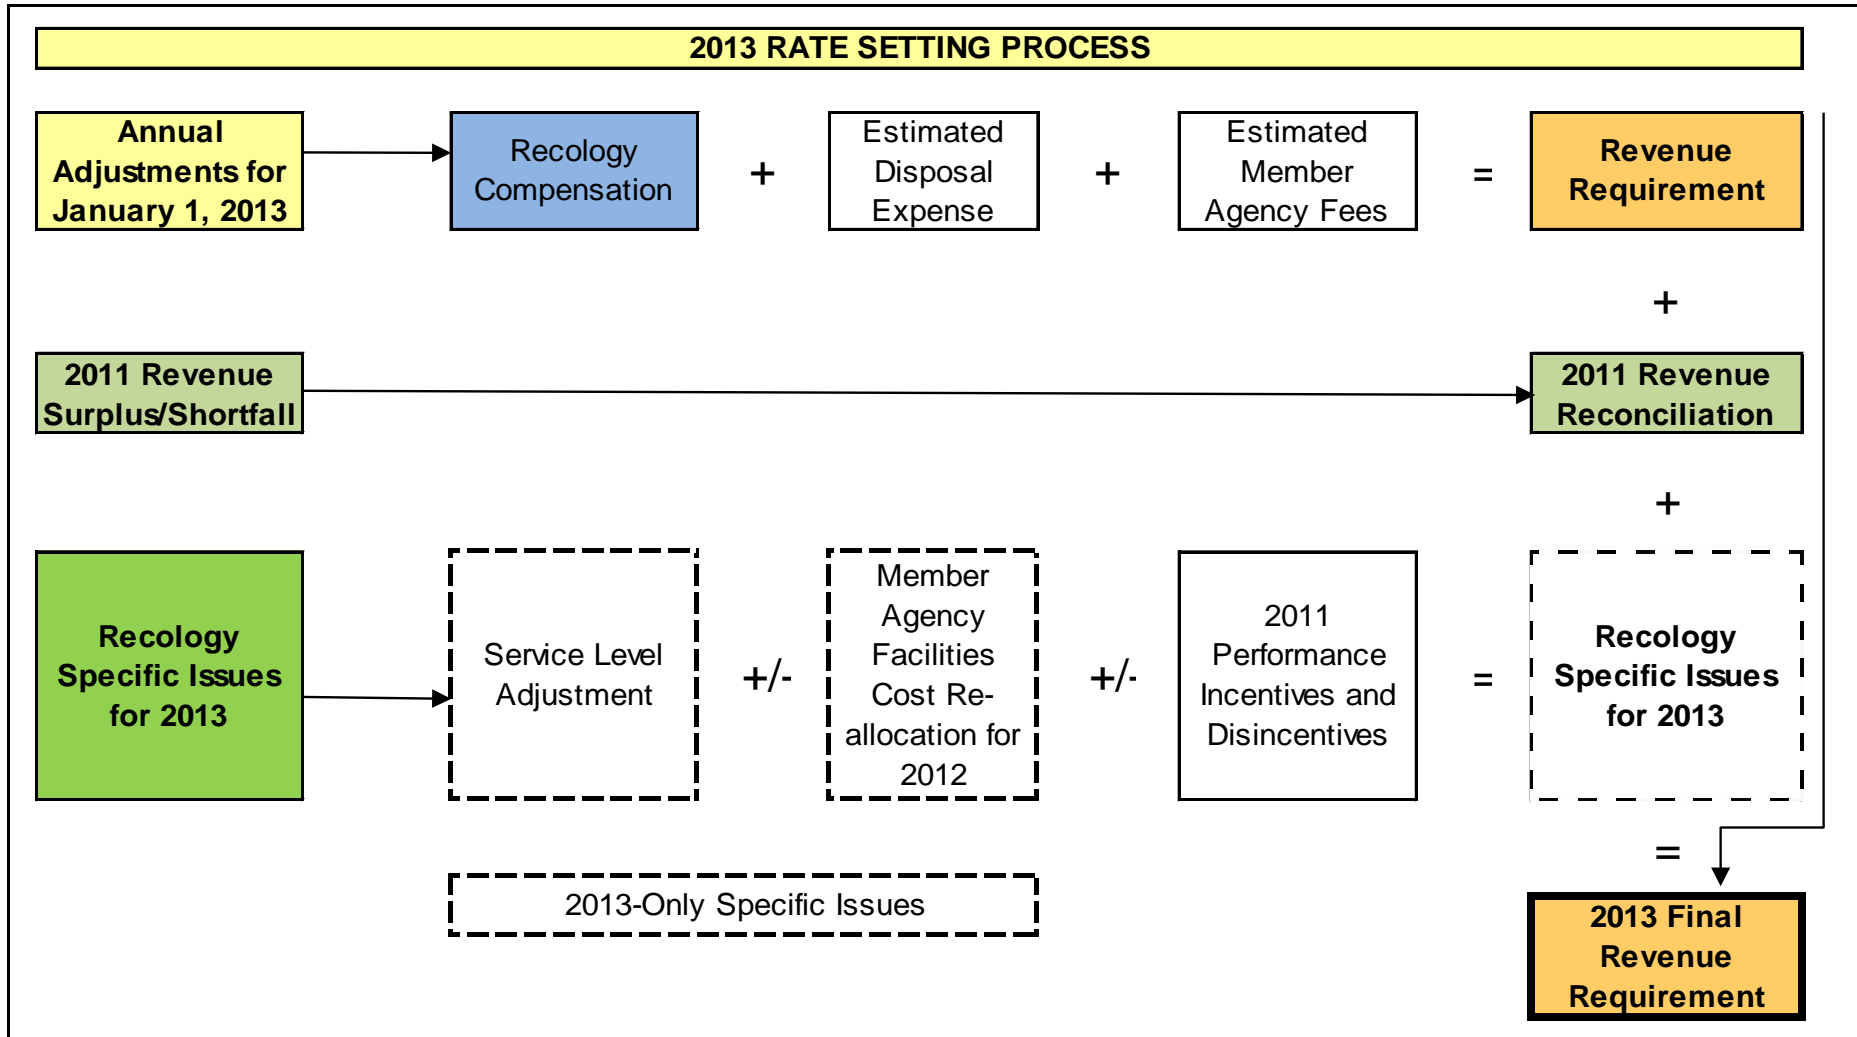 2013 RATE SETTING PROCESS
Annual
Adjustments for
January 1, 2013
Recology
Compensation
+
Estimated
Disposal
Expense
+
Estimated
Member
Agency Fees
=
Revenue
Requirement
+
2011 Revenue
Surplus/Shortfall
2011 Revenue
Reconciliation
+
Recology
Specific Issues
for 2013
Service Level
Adjustment
+/-
Member
Agency
Facilities
Cost Re-
allocation for
2012
+/-
2011
Performance
Incentives and
Disincentives
=
Recology
Specific Issues
for 2013
=
2013-Only Specific Issues
2013 Final
Revenue
Requirement